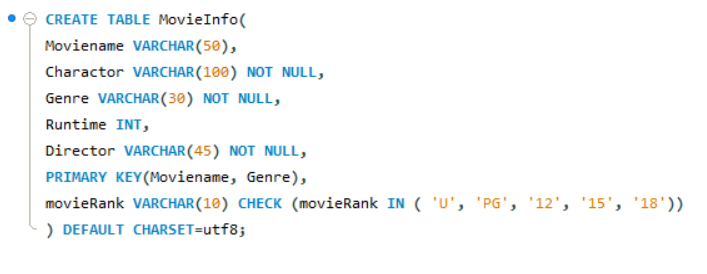 CREATE TABLE MovieInfo(
Moviename VARCHAR(50),
Charactor VARCHAR(100) NOT NULL,
Genre VARCHAR(30) NOT NULL,
Runtime INT,
Director VARCHAR(45) NOT NULL,
PRIMARY KEY(Moviename, Genre),
movieRank VARCHAR(10) CHECK (movieRank IN ( 'U', 'PG', '12', '15', '18'))
) DEFAULT CHARSET=utf8;